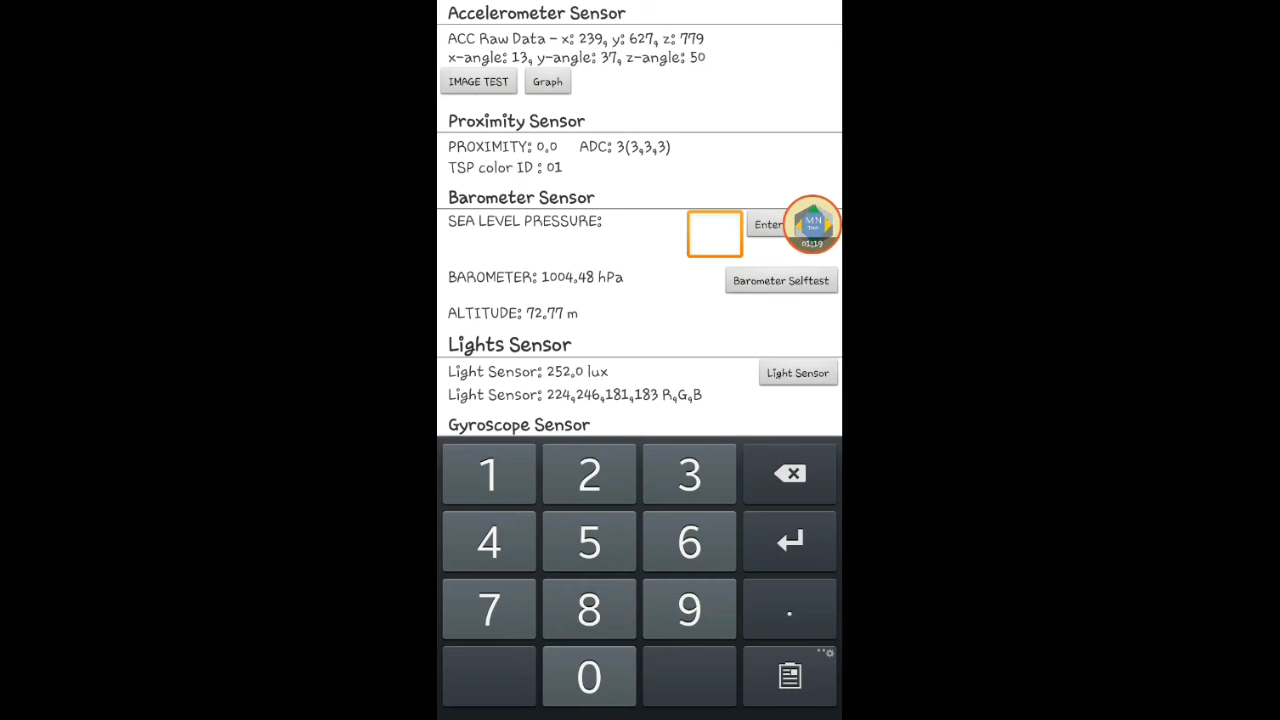 Accelerometer Sensor
ACC Raw Data - x: 239, y: 627, z: 779
x-angle: 13, y-angle: 37, z-angle: 50
IMAGE TEST Graph
Proximity Sensor
PROXIMITY: 0,0 ADC: 3(3,3,3)
TSP color ID : 01
Barometer Sensor
SEA LEVEL PRESSURE:
Enter
MN
01:19
BAROMETER: 1004,48 hPa
Barometer Selftest
ALTITUDE: 72,77 m
Lights Sensor
Light Sensor: 252,0 lux
Light Sensor
Light Sensor: 224,246,181,183 R,G,B
Gyroscope Sensor
1 2 3
4 5 6
7 8 9 .
0